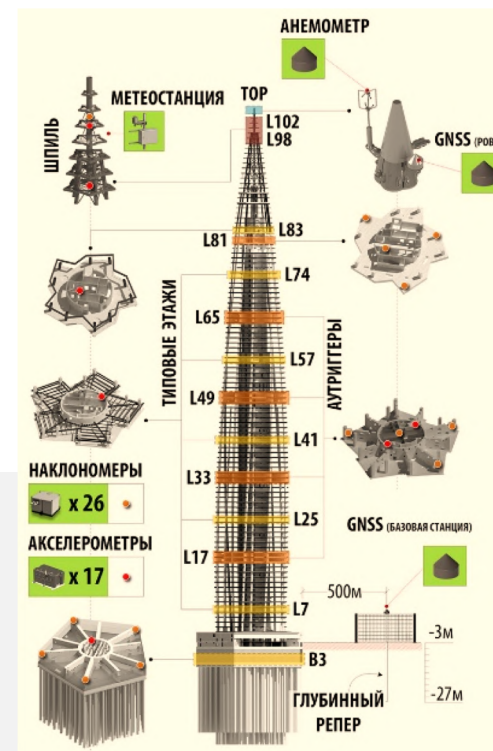 АНЕМОМЕТР
МЕТЕОСТАНЦИЯ
TOP
L102
L98
ШПИЛЬ
GNSS (РОВ
L83
L81
L74
L65
L57
L49
L41
L33
L25
L17
L7
B3
ТИПОВЫЕ ЭТАЖИ
АУТРИГГЕРЫ
НАКЛОНОМЕРЫ
x 26
АКСЕЛЕРОМЕТРЫ
x 17
GNSS (БАЗОВАЯ СТАНЦИЯ)
500м
-3м
-27м
ГЛУБИННЫЙ
РЕПЕР